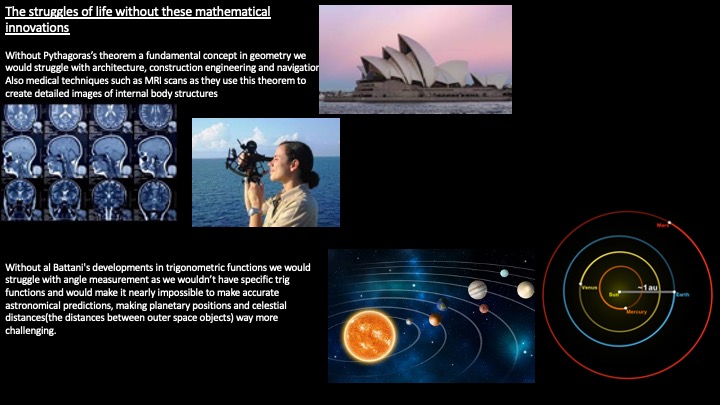 The struggles of life without these mathematical
innovations
Without Pythagoras's theorem a fundamental concept in geometry we
would struggle with architecture, construction engineering and navigation
Also medical techniques such as MRI scans as they use this theorem to
create detailed images of internal body structures
Without al Battani's developments in trigonometric functions we would
struggle with angle measurement as we wouldn't have specific trig
functions and would make it nearly impossible to make accurate
astronomical predictions, making planetary positions and celestial
distances(the distances between outer space objects) way more
challenging.
Mars
Venus
Sun
~1 au
Earth
Mercury